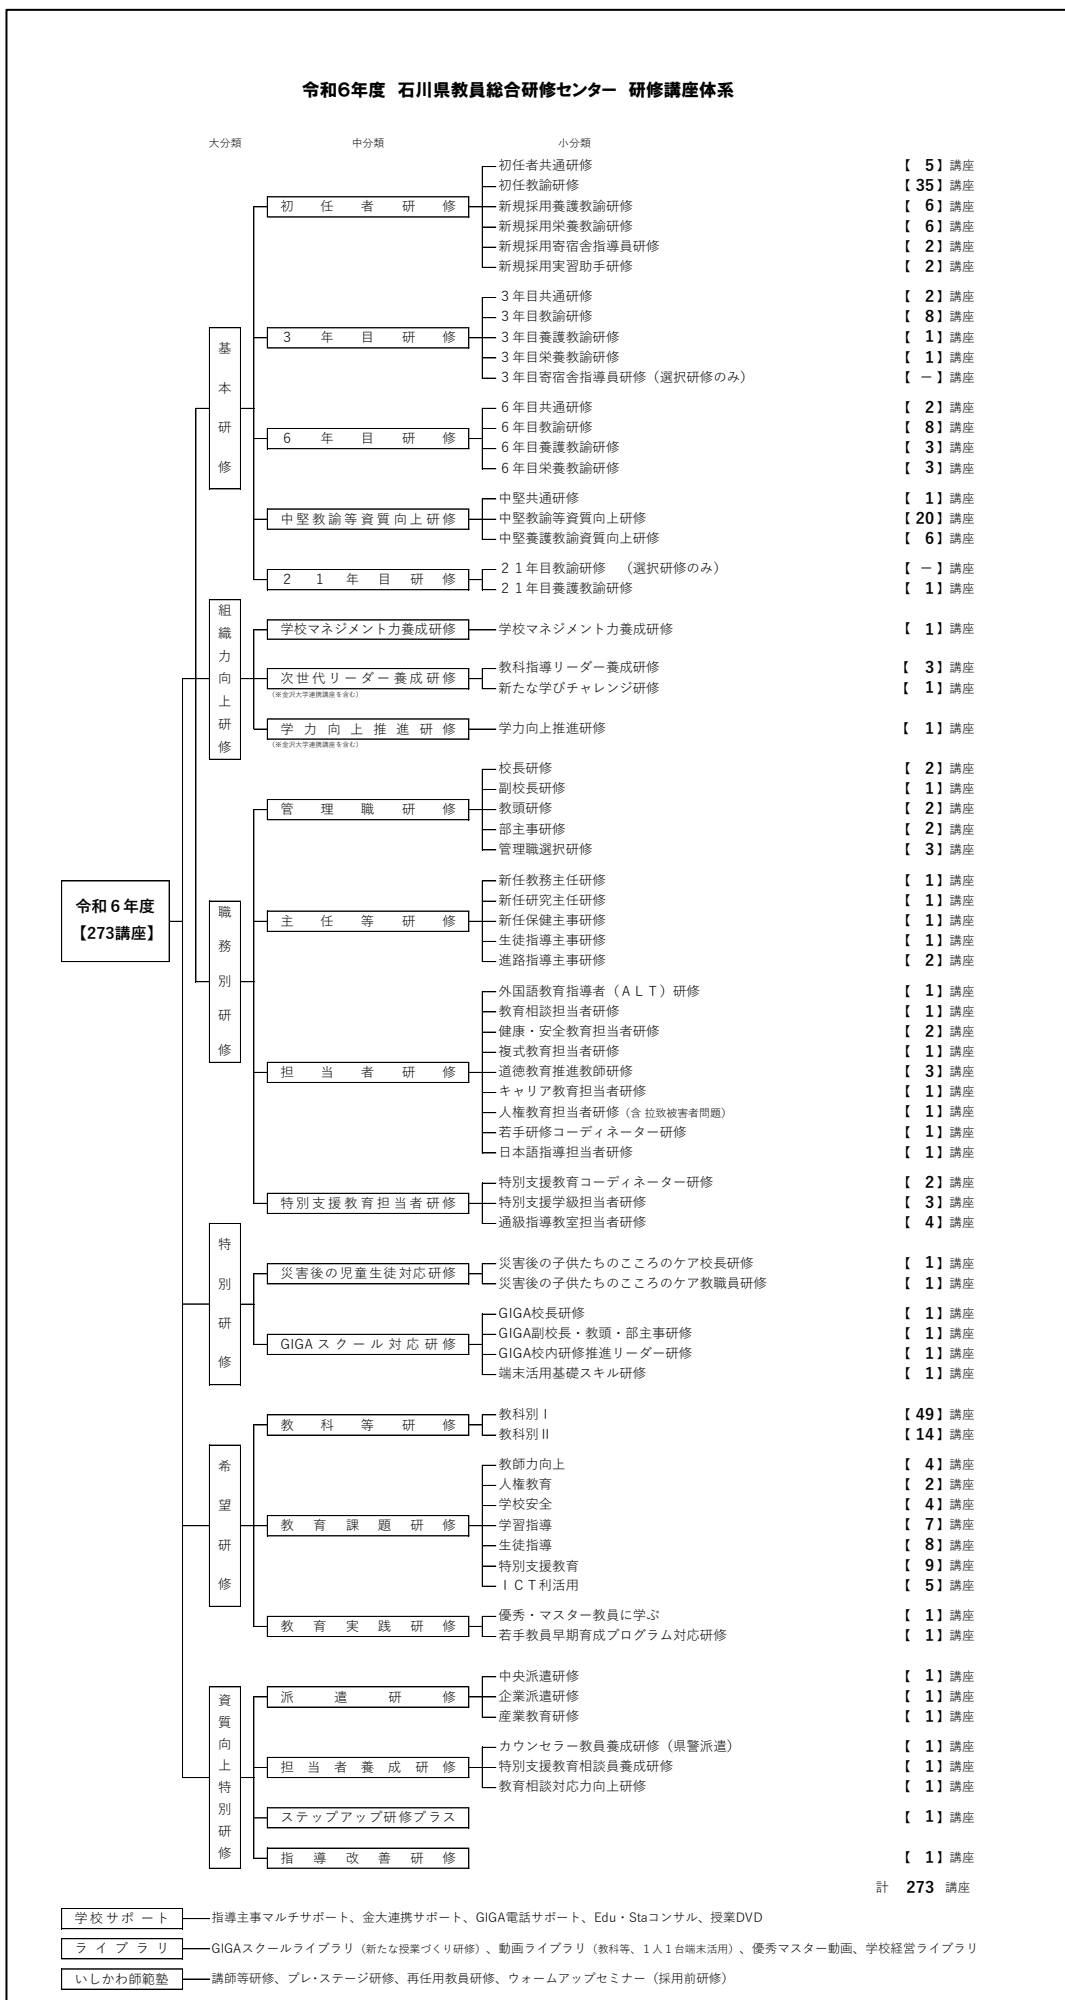 令和6年度 石川県教員総合研修センター 研修講座体系
大分類 中分類 小分類
初任者共通研修 【 5】講座
初任教諭研修 【 35】講座
初任者研修 新規採用養護教諭研修 【 6】講座
新規採用栄養教諭研修 【 6】講座
新規採用寄宿舎指導員研修 【 2】講座
新規採用実習助手研修 【 2】講座
3年目共通研修 【 2】講座
3年目教諭研修 【 8】講座
3年目研修 3年目養護教諭研修 【 1】講座
3年目栄養教諭研修 【 1】講座
3年目寄宿舎指導員研修(選択研修のみ) 【 ー】講座
基本研修
6年目共通研修 【 2】講座
6年目教諭研修 【 8】講座
6年目研修
6年目養護教諭研修 【 3】講座
6年目栄養教諭研修 【 3】講座
中堅共通研修 【 1】講座
中堅教諭等資質向上研修 中堅教諭等資質向上研修 【 20】講座
中堅養護教諭資質向上研修 【 6】講座
21年目教諭研修 (選択研修のみ) 【 ー】講座
21年目研修
21年目養護教諭研修 【 1】講座
組織力向上研修
学校マネジメント力養成研修 学校マネジメント力養成研修 【 1】講座
教科指導リーダー養成研修 【 3】講座
次世代リーダー養成研修
新たな学びチャレンジ研修 【 1】講座
(※金沢大学連携講座を含む)
学力向上推進研修 学力向上推進研修 【 1】講座
(※金沢大学連携講座を含む)
校長研修 【 2】講座
副校長研修 【 1】講座
管理職研修 教頭研修 【 2】講座
部主事研修 【 2】講座
管理職選択研修 【 3】講座
令和6年度
【273講座】
職務別研修
新任教務主任研修 【 1】講座
新任研究主任研修 【 1】講座
主任等研修 新任保健主事研修 【 1】講座
生徒指導主事研修 【 1】講座
進路指導主事研修 【 2】講座
外国語教育指導者(ALT)研修 【 1】講座
教育相談担当者研修 【 1】講座
健康・安全教育担当者研修 【 2】講座
複式教育担当者研修 【 1】講座
担当者研修 道徳教育推進教師研修 【 3】講座
キャリア教育担当者研修 【 1】講座
人権教育担当者研修(含 拉致被害者問題) 【 1】講座
若手研修コーディネーター研修 【 1】講座
日本語指導担当者研修 【 1】講座
特別支援教育コーディネーター研修 【 2】講座
特別支援教育担当者研修 特別支援学級担当者研修 【 3】講座
通級指導教室担当者研修 【 4】講座
特別研修
災害後の子供たちのこころのケア校長研修 【 1】講座
災害後の児童生徒対応研修
災害後の子供たちのこころのケア教職員研修 【 1】講座
GIGA校長研修 【 1】講座
GIGA副校長・教頭・部主事研修 【 1】講座
GIGAスクール対応研修
GIGA校内研修推進リーダー研修 【 1】講座
端末活用基礎スキル研修 【 1】講座
教科別Ⅰ 【 49】講座
教科等研修
教科別Ⅱ 【 14】講座
希望研修
教師力向上 【 4】講座
人権教育 【 2】講座
学校安全 【 4】講座
教育課題研修 学習指導 【 7】講座
生徒指導 【 8】講座
特別支援教育 【 9】講座
ICT利活用 【 5】講座
優秀・マスター教員に学ぶ 【 1】講座
教育実践研修
若手教員早期育成プログラム対応研修 【 1】講座
資質向上特別研修
中央派遣研修 【 1】講座
派遣研修 企業派遣研修 【 1】講座
産業教育研修 【 1】講座
カウンセラー教員養成研修(県警派遣) 【 1】講座
担当者養成研修 特別支援教育相談員養成研修 【 1】講座
教育相談対応力向上研修 【 1】講座
ステップアップ研修プラス 【 1】講座
指導改善研修 【 1】講座
計 273 講座
学校サポート 指導主事マルチサポート、金大連携サポート、GIGA電話サポート、Edu・Staコンサル、授業DVD
ライブラリ GIGAスクールライブラリ(新たな授業づくり研修)、動画ライブラリ(教科等、1人1台端末活用)、優秀マスター動画、学校経営ライブラリ
いしかわ師範塾 講師等研修、プレ・ステージ研修、再任用教員研修、ウォームアップセミナー(採用前研修)